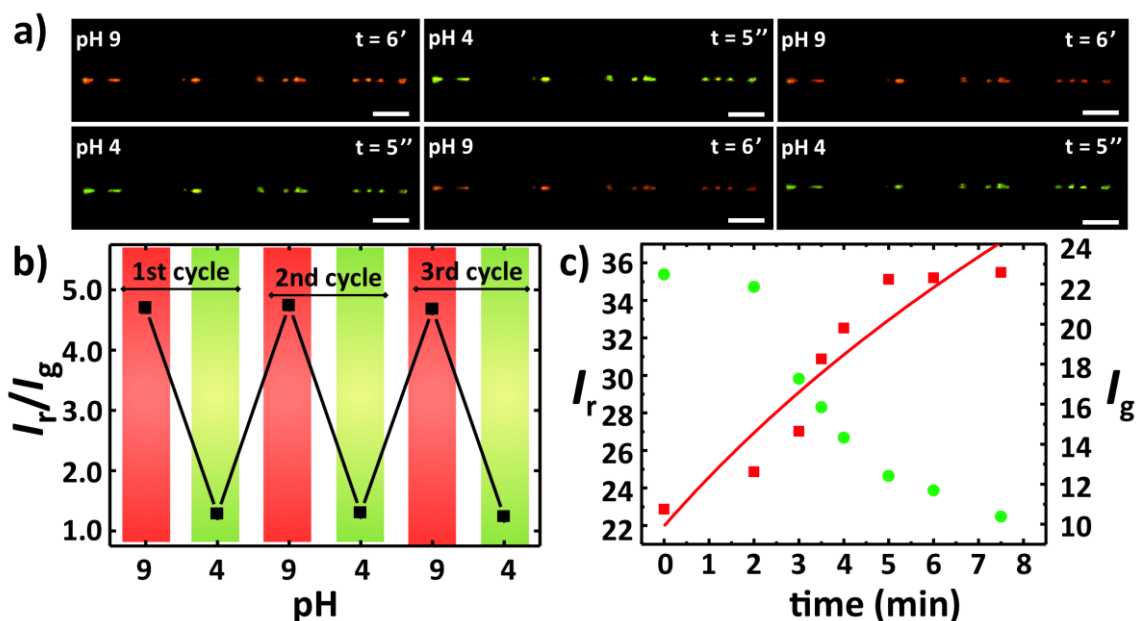 a)
pH 9 t = 6′
pH 4 t = 5″
pH 9 t = 6′
pH 4 t = 5″
pH 9 t = 6′
pH 4 t = 5″
b)
1st cycle
2nd cycle
3rd cycle
5.0
4.0
3.0
2.0
1.0
Ir/Ig
9 4 9 4 9 4
pH
c)
36
34
32
30
28
26
24
22
Ir
24
22
20
18
16
14
12
10
Ig
0 1 2 3 4 5 6 7 8
time (min)